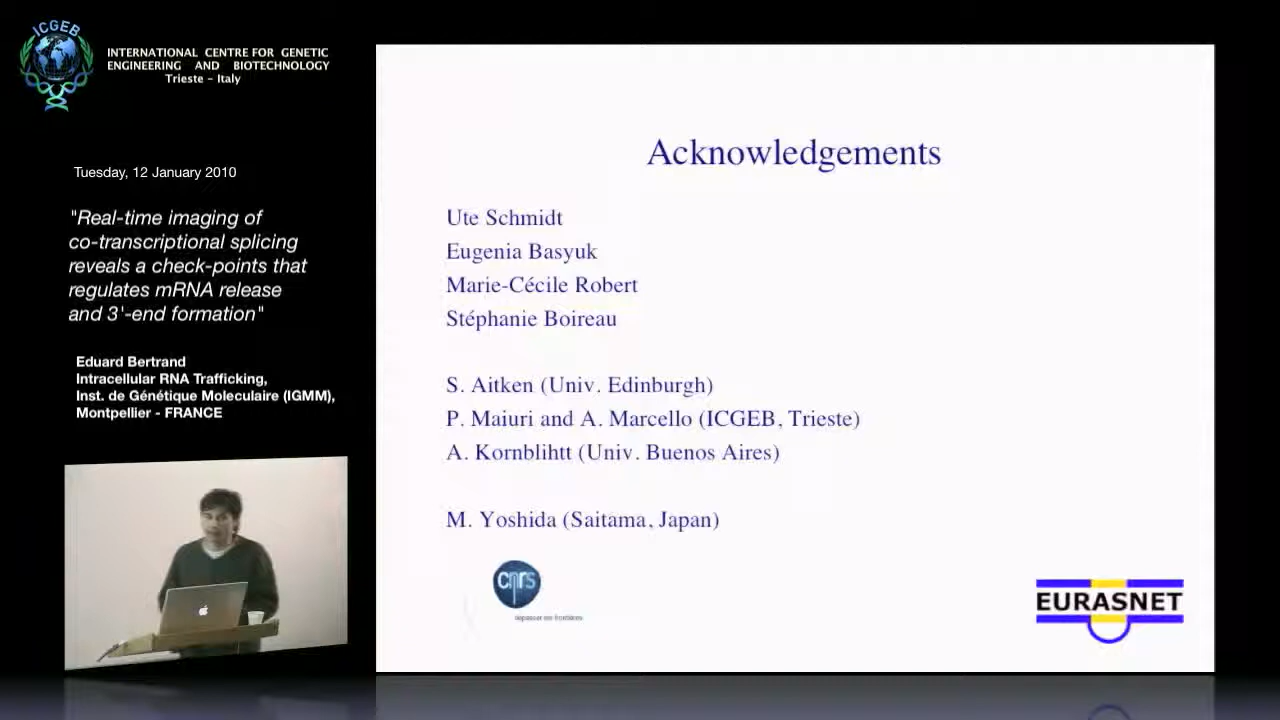 ICGEB
INTERNATIONAL CENTRE FOR GENETIC
ENGINEERING AND BIOTECHNOLOGY
Trieste - Italy
Tuesday, 12 January 2010
"Real-time imaging of
co-transcriptional splicing
reveals a check-points that
regulates mRNA release
and 3'-end formation"
Eduard Bertrand
Intracellular RNA Trafficking,
Inst. de Génétique Moleculaire (IGMM),
Montpellier - FRANCE
Acknowledgements
Ute Schmidt
Eugenia Basyuk
Marie-Cécile Robert
Stéphanie Boireau
S. Aitken (Univ. Edinburgh)
P. Maiuri and A. Marcello (ICGEB, Trieste)
A. Kornblihtt (Univ. Buenos Aires)
M. Yoshida (Saitama, Japan)
cnrs
dépasser les frontières
EURASNET